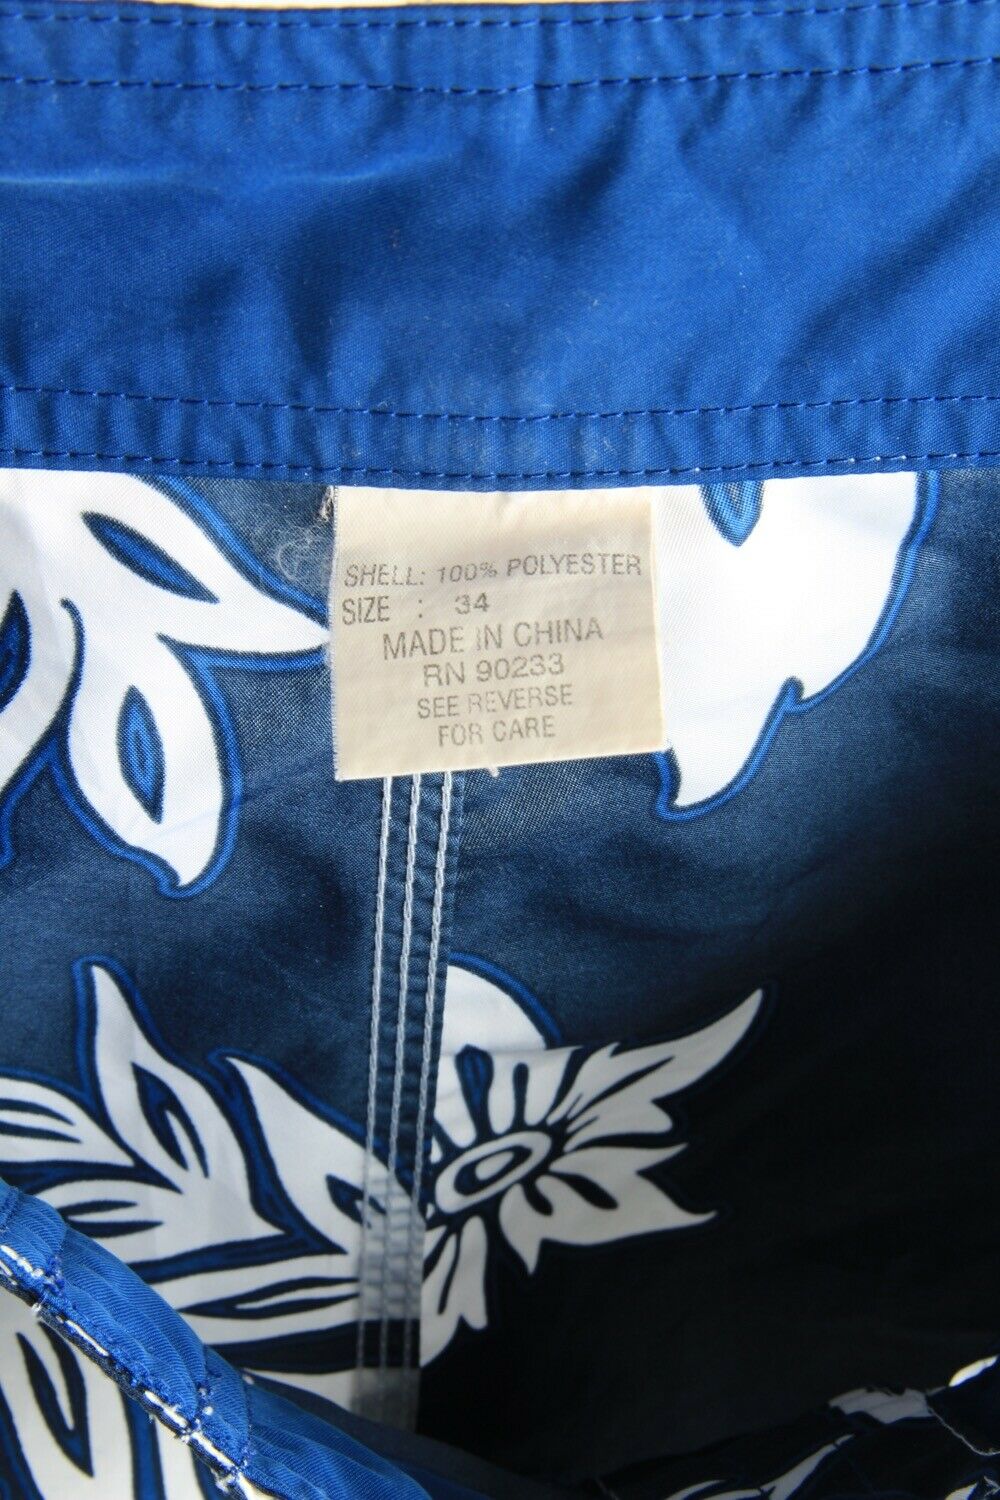 SHELL: 100% POLYESTER
SIZE : 34
MADE IN CHINA
RN 90233
SEE REVERSE
FOR CARE